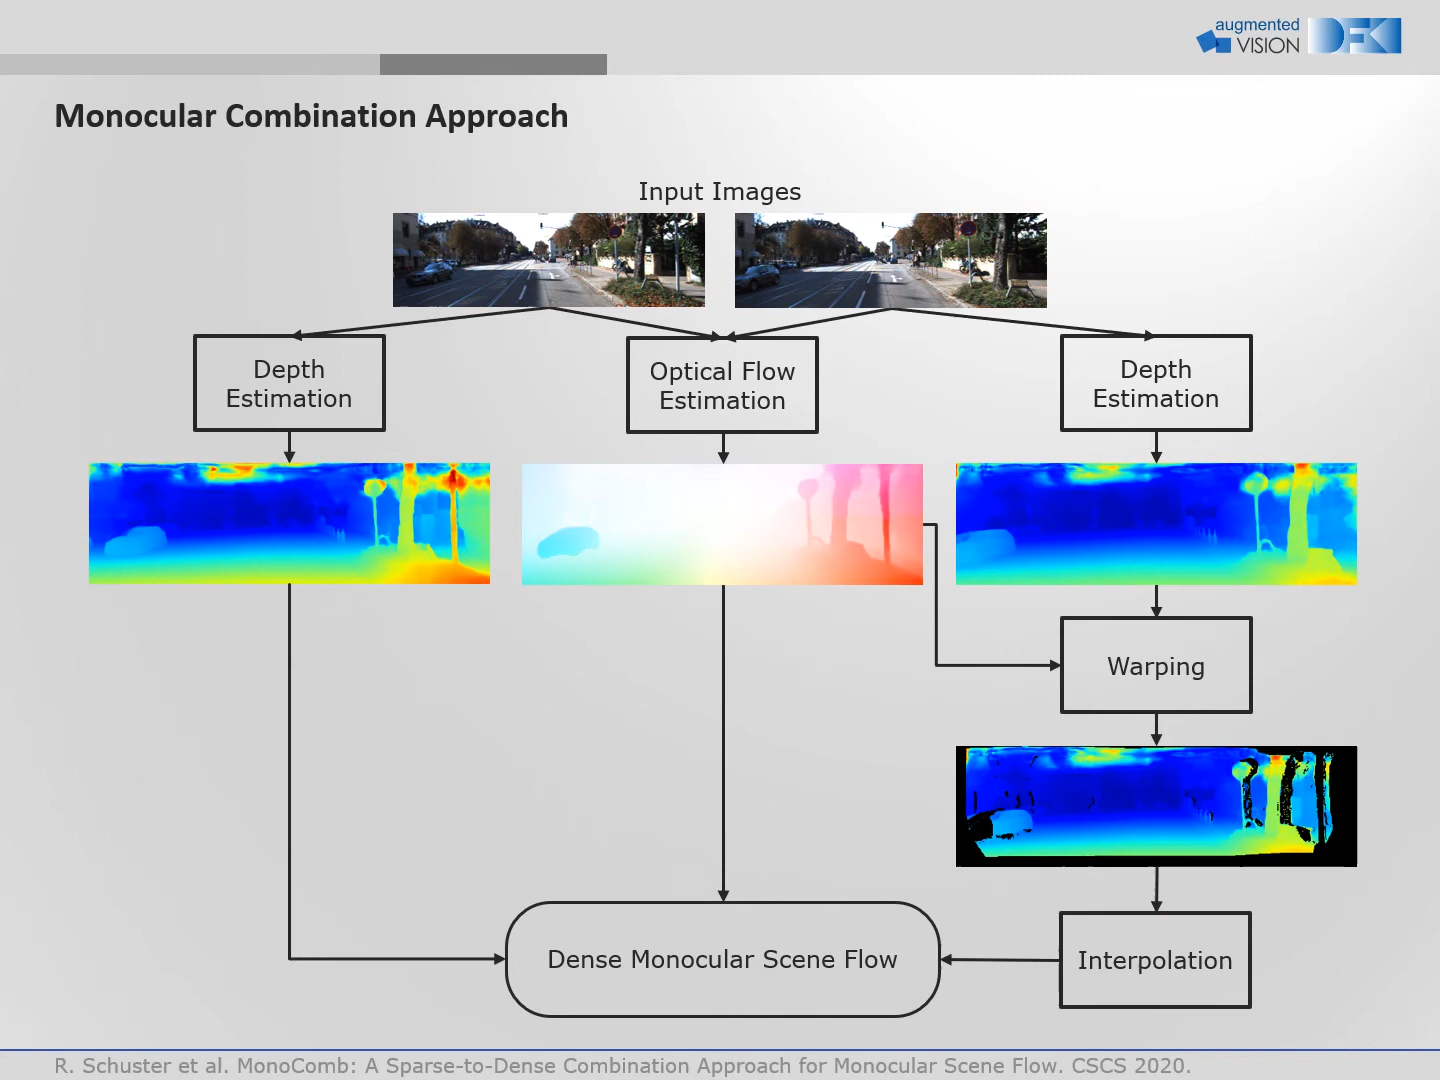 augmented
VISION
DFKI
Monocular Combination Approach
Input Images
Depth
Estimation
Optical Flow
Estimation
Depth
Estimation
Warping
Interpolation
Dense Monocular Scene Flow
R. Schuster et al. MonoComb: A Sparse-to-Dense Combination Approach for Monocular Scene Flow. CSCS 2020.